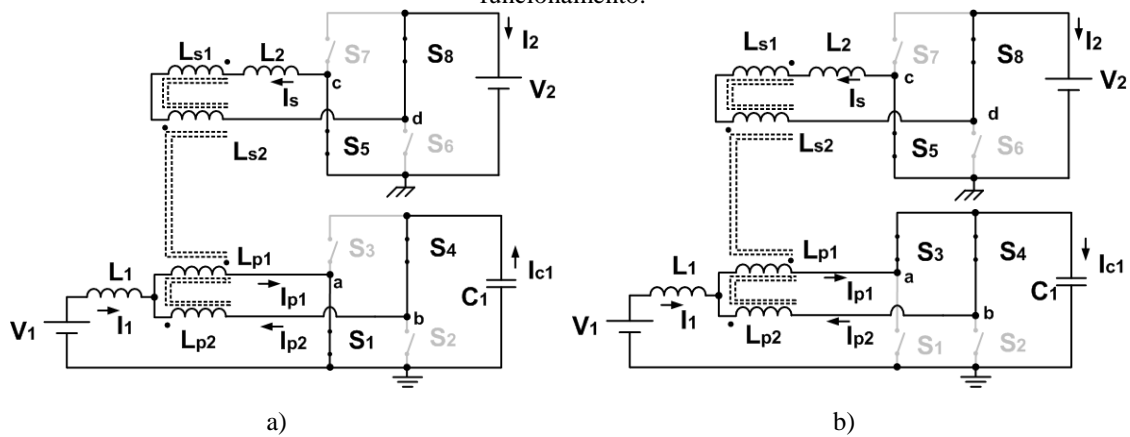 funcionamento.
Ls1 L2 S7 S8 I2
c V2
Is
d
Ls2 S5 S6
Lp1 S3 S4
L1 a Ic1
Ip1 C1
V1 I1 b
Lp2 Ip2 S1 S2
a)
Ls1 L2 S7 S8 I2
c V2
Is
d
Ls2 S5 S6
Lp1 S3 S4
L1 a Ic1
Ip1 C1
V1 I1 b
Lp2 Ip2 S1 S2
b)